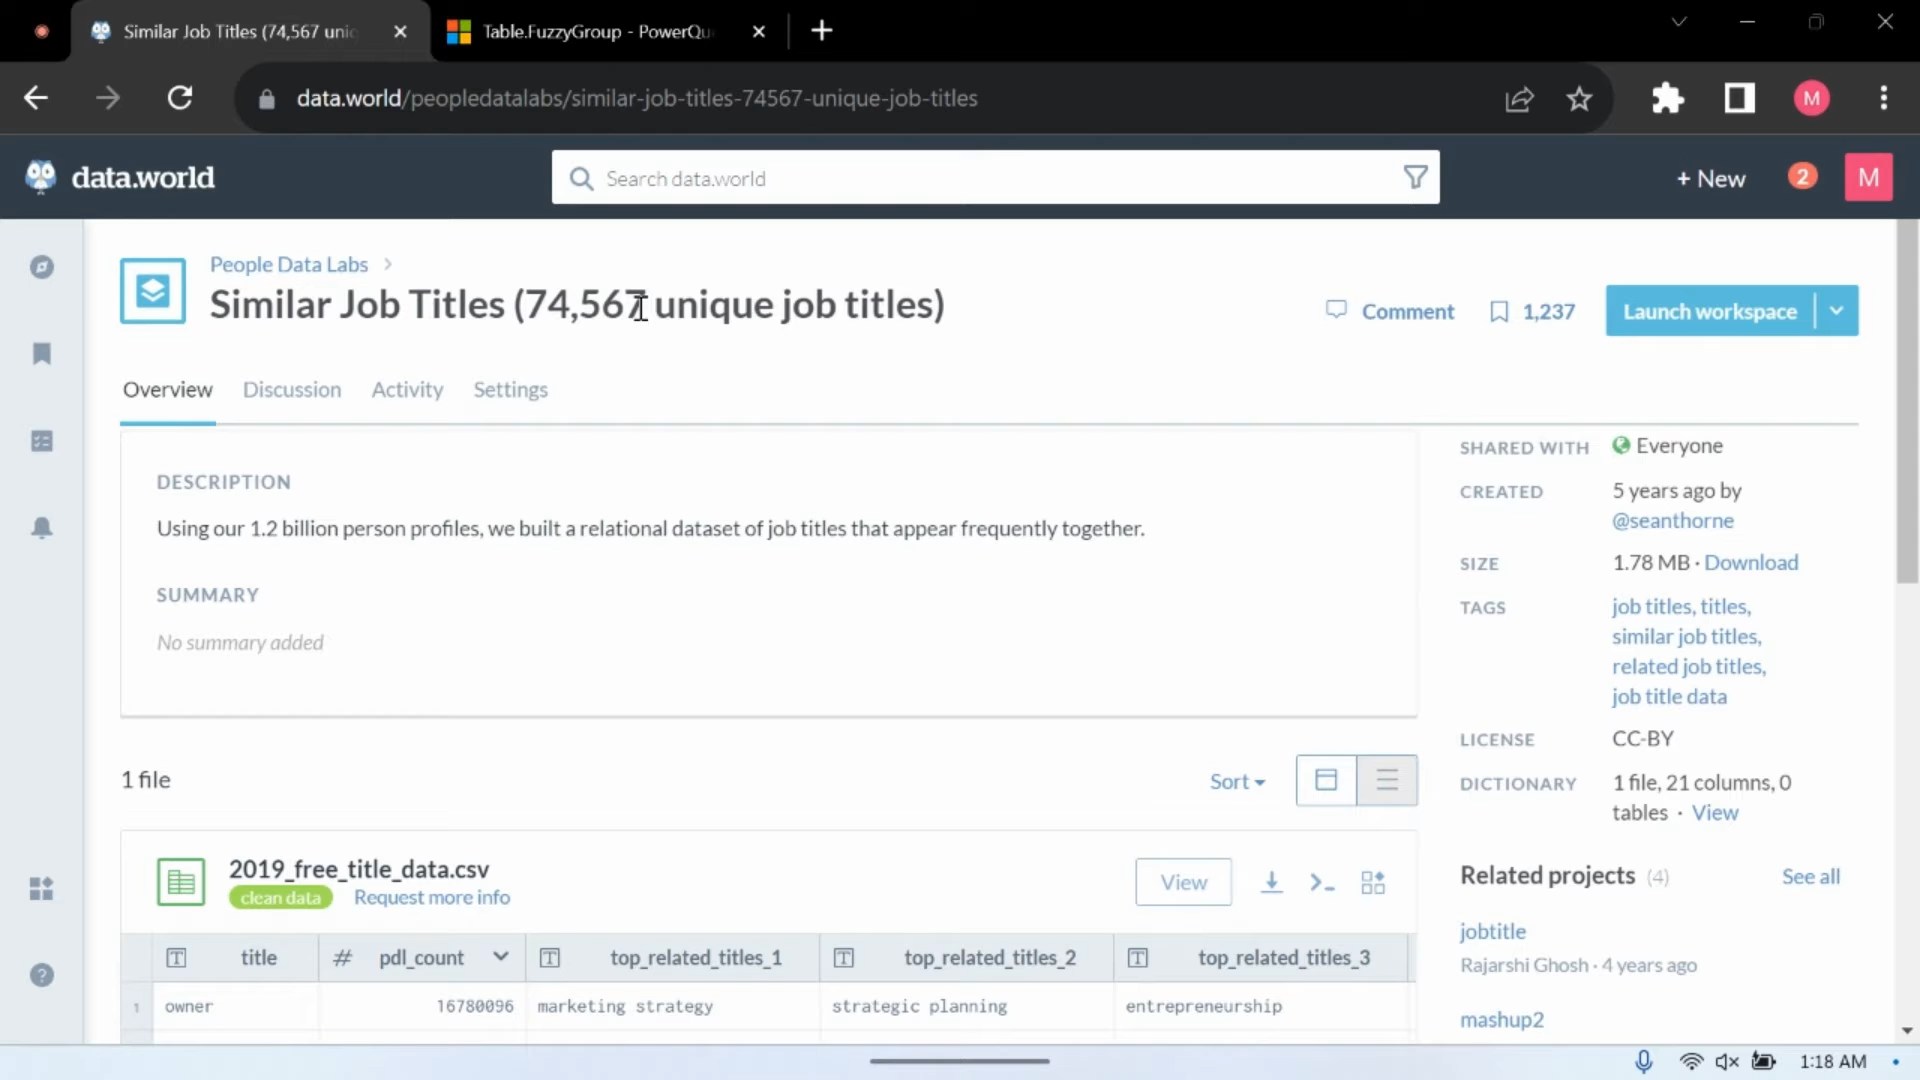 Similar Job Titles (74,567 uni
Table.FuzzyGroup - PowerQu
data.world/peopledatalabs/similar-job-titles-74567-unique-job-titles
M
data.world
Search data.world
+ New
2
M
People Data Labs
Similar Job Titles (74,567 unique job titles)
Comment
1,237
Launch workspace
Overview Discussion Activity Settings
DESCRIPTION
Using our 1.2 billion person profiles, we built a relational dataset of job titles that appear frequently together.
SUMMARY
No summary added
SHARED WITH Everyone
CREATED 5 years ago by
@seanthorne
SIZE 1.78 MB · Download
TAGS job titles, titles,
similar job titles,
related job titles,
job title data
LICENSE CC-BY
DICTIONARY 1 file, 21 columns, 0
tables · View
1 file
Sort
2019_free_title_data.csv
clean data Request more info
View
T title # pdl_count T top_related_titles_1 T top_related_titles_2 T top_related_titles_3
1 owner 16780096 marketing strategy strategic planning entrepreneurship
Related projects (4) See all
jobtitle
Rajarshi Ghosh · 4 years ago
mashup2
?
1:18 AM